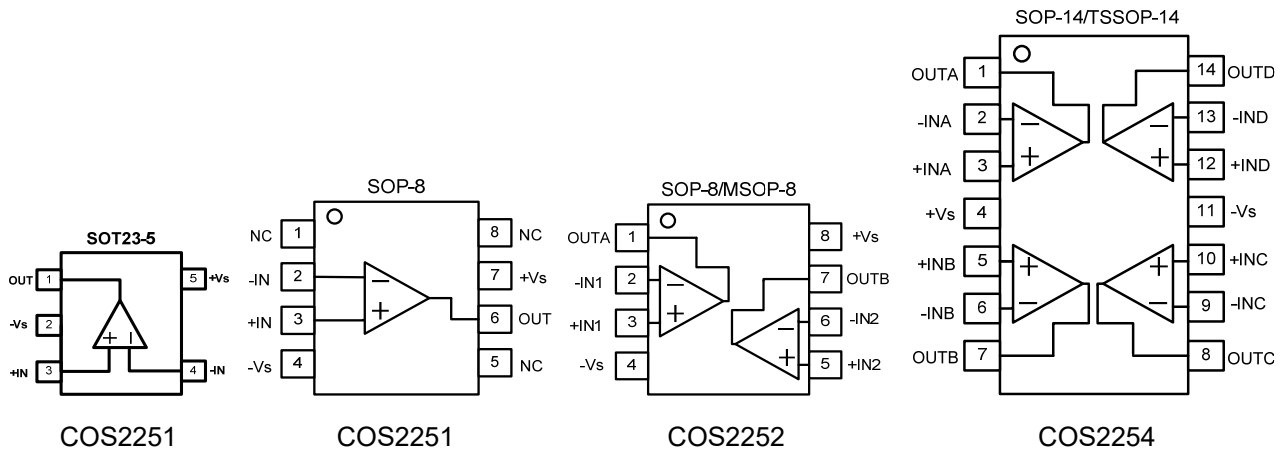 SOT23-5
OUT 1
5 +Vs
-Vs 2
+IN 3
4 -IN
+ −
COS2251
SOP-8
NC 1
8 NC
-IN 2
7 +Vs
+IN 3
6 OUT
-Vs 4
5 NC
−
+
COS2251
SOP-8/MSOP-8
OUTA 1
8 +Vs
-IN1 2
7 OUTB
+IN1 3
6 -IN2
-Vs 4
5 +IN2
−
+
−
+
COS2252
SOP-14/TSSOP-14
OUTA 1
14 OUTD
-INA 2
13 -IND
+INA 3
12 +IND
+Vs 4
11 -Vs
+INB 5
10 +INC
-INB 6
9 -INC
OUTB 7
8 OUTC
− −
+ +
+ +
− −
COS2254